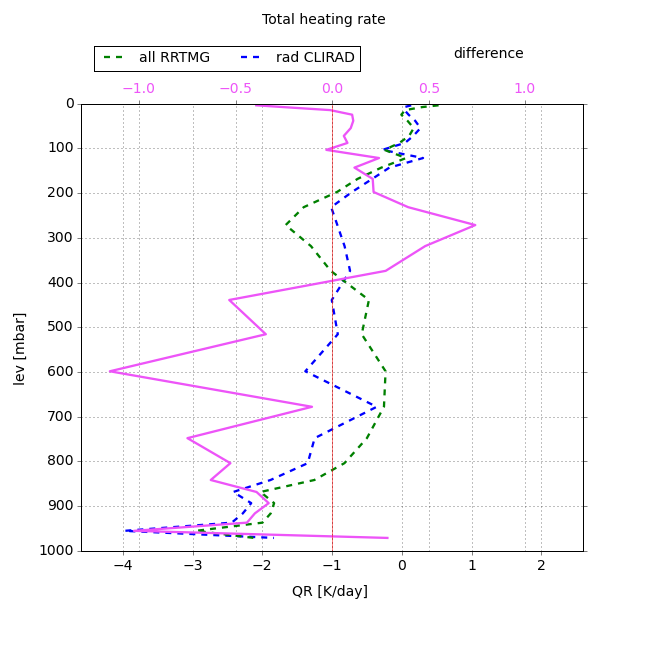 Total heating rate
all RRTMG
rad CLIRAD
difference
−1.0 −0.5 0.0 0.5 1.0
0
100
200
300
400
500
600
700
800
900
1000
lev [mbar]
−4 −3 −2 −1 0 1 2
QR [K/day]